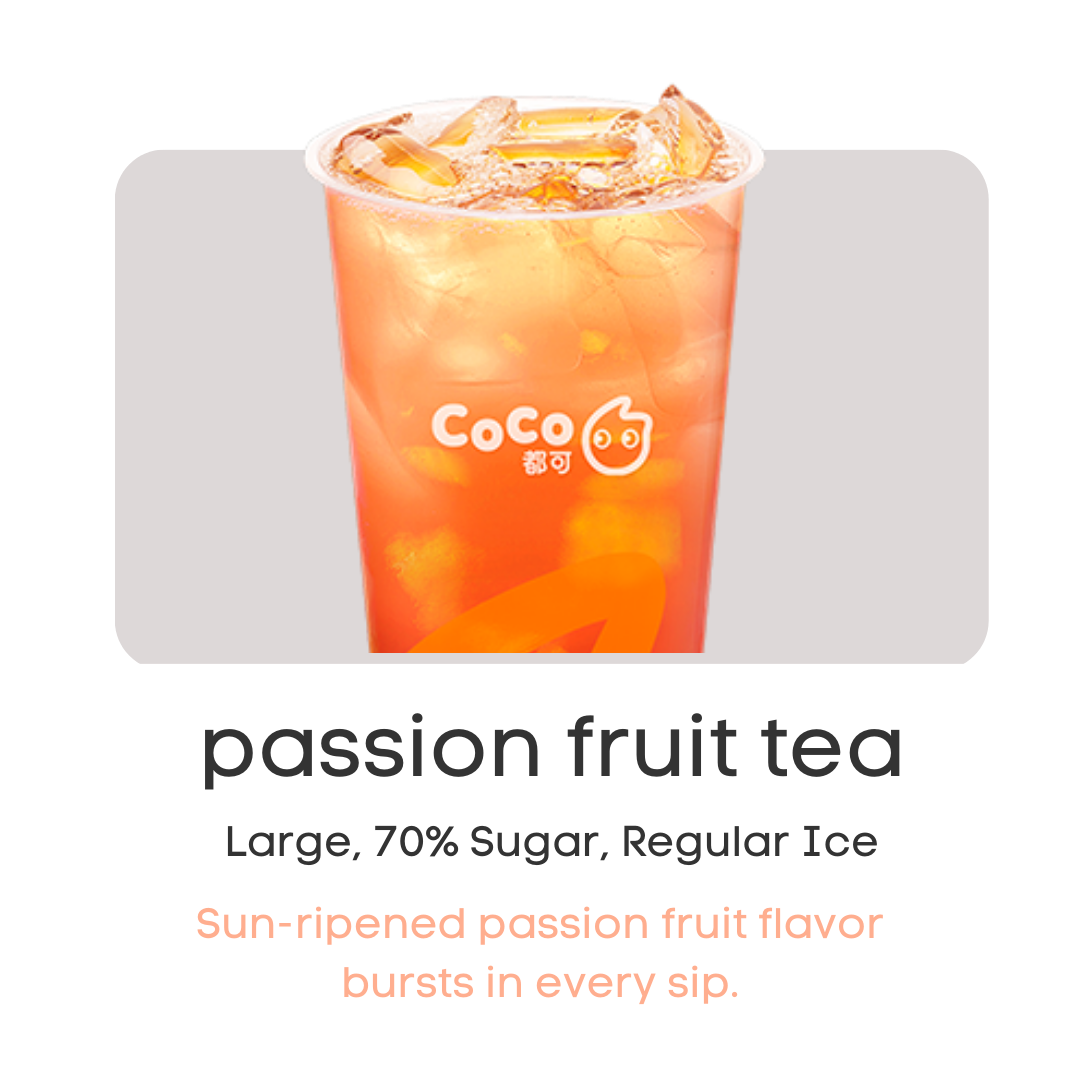 CoCo
都可
passion fruit tea
Large, 70% Sugar, Regular Ice
Sun-ripened passion fruit flavor
bursts in every sip.